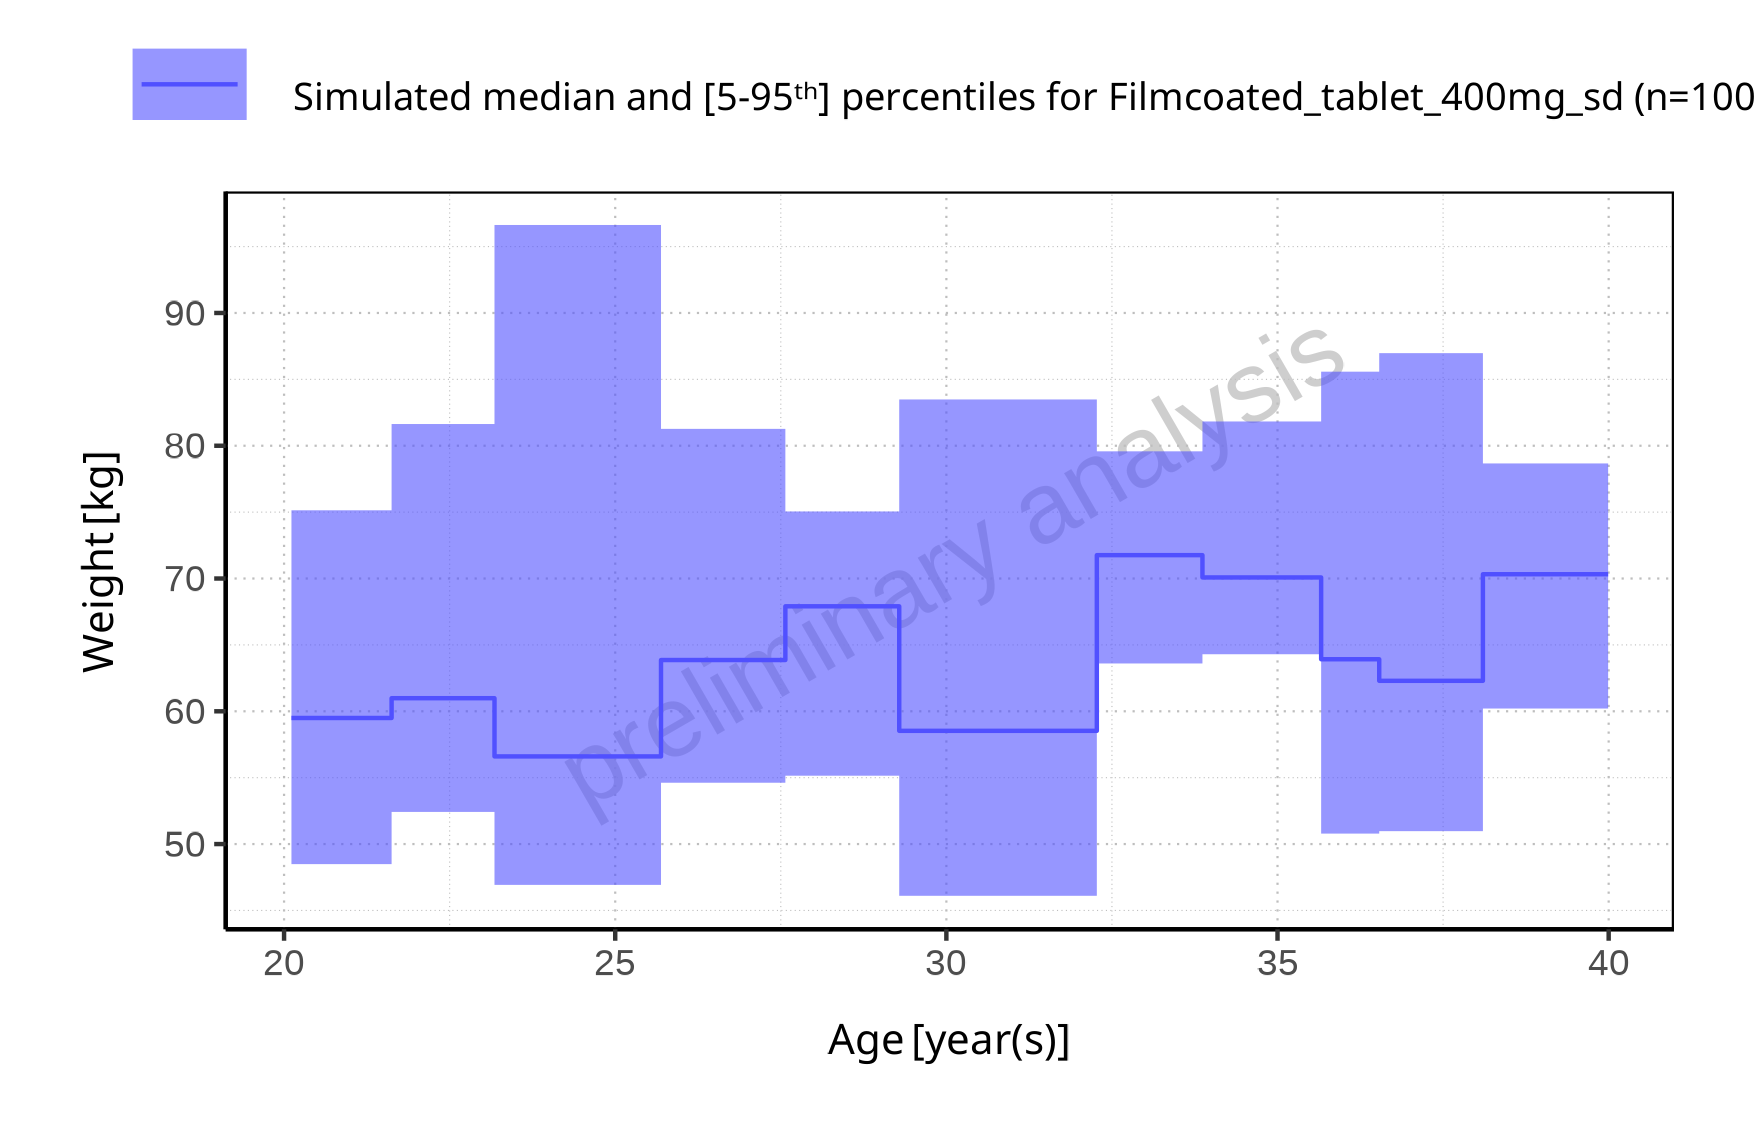 Simulated median and [5-95ᵗʰ] percentiles for Filmcoated_tablet_400mg_sd (n=100
90
80
70
60
50
Weight [kg]
preliminary analysis
20 25 30 35 40
Age [year(s)]